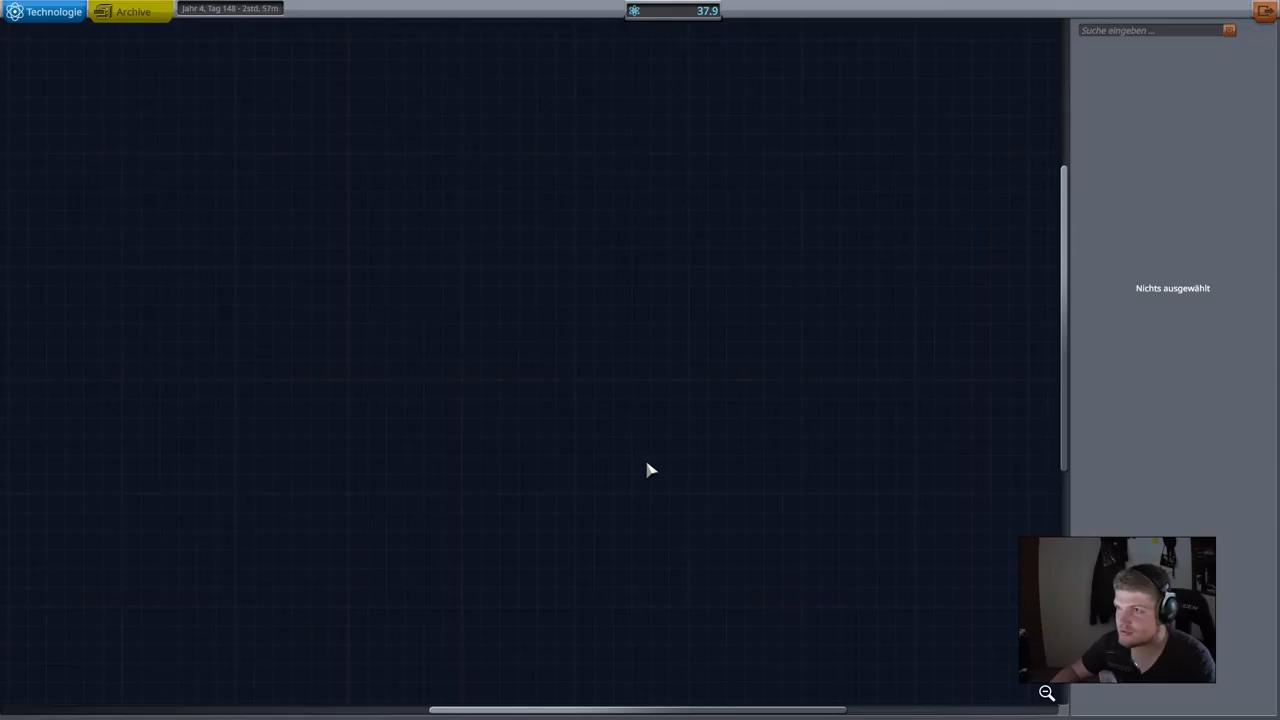 Technologie
Archive
Jahr 4, Tag 148 - 2std, 57m
37.9
Suche eingeben ...
Nichts ausgewählt